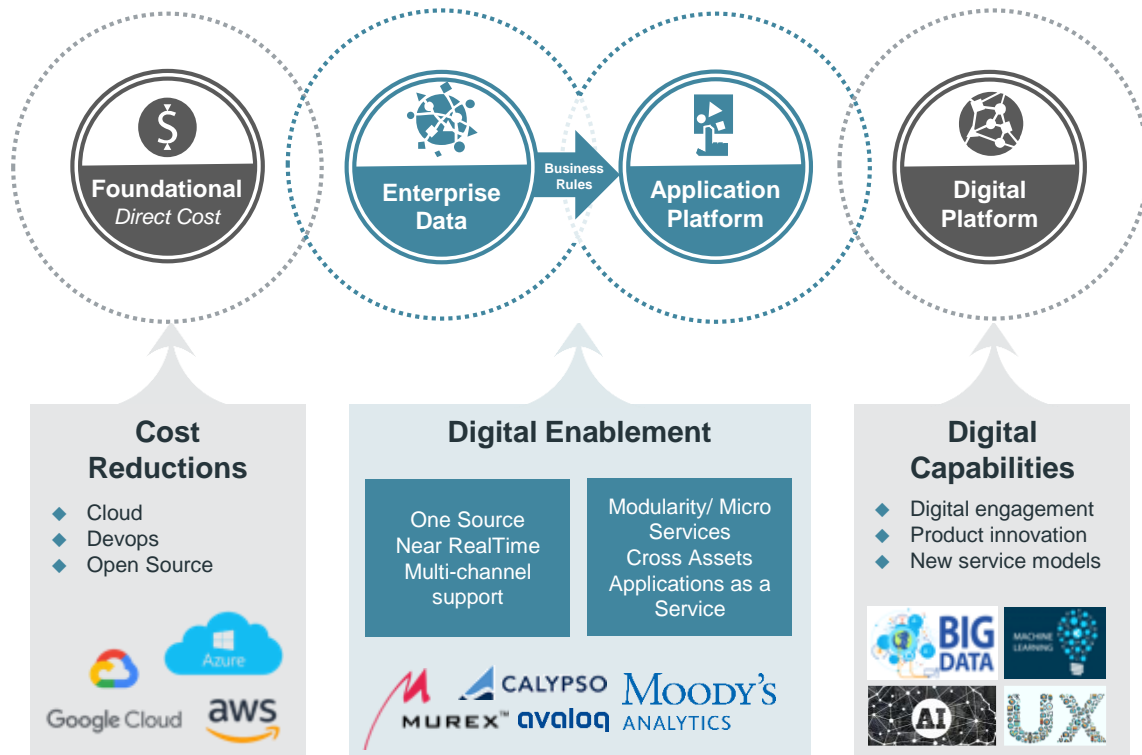 Foundational
Direct Cost
Enterprise
Data
Business
Rules
Application
Platform
Digital
Platform
Cost
Reductions
Cloud
Devops
Open Source
Azure
Google Cloud
aws
Digital Enablement
One Source
Near RealTime
Multi-channel
support
Modularity/ Micro
Services
Cross Assets
Applications as a
Service
MUREX™
CALYPSO
avaloq
MOODY'S
ANALYTICS
Digital
Capabilities
Digital engagement
Product innovation
New service models
BIG
DATA
MACHINE
LEARNING
AI
UX